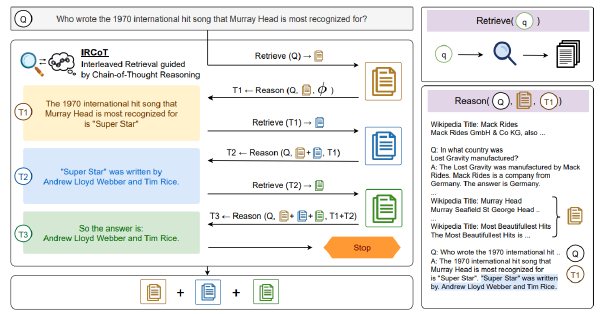 Q Who wrote the 1970 international hit song that Murray Head is most recognized for?
IRCoT
Interleaved Retrieval guided
by Chain-of-Thought Reasoning
Retrieve (Q) →
T1 ← Reason (Q, , ϕ )
T1
The 1970 international hit song that
Murray Head is most recognized for
is "Super Star"
Retrieve (T1) →
T2 ← Reason (Q, + , T1)
T2
"Super Star" was written by
Andrew Lloyd Webber and Tim Rice.
Retrieve (T2) →
T3 ← Reason (Q, + + , T1+T2)
T3
So the answer is:
Andrew Lloyd Webber and Tim Rice.
Stop
+ +
Retrieve( q )
q
Reason( Q , , T1 )
Wikipedia Title: Mack Rides
Mack Rides GmbH & Co KG, also ...
Q: In what country was
Lost Gravity manufactured?
A: The Lost Gravity was manufactured by Mack
Rides. Mack Rides is a company from
Germany. The answer is Germany.
...
Wikipedia Title: Murray Head
Murray Seafield St George Head ..
...
Wikipedia Title: Most Beautifullest Hits
The Most Beautifullest Hits is ...
Q: Who wrote the 1970 international hit .. Q
A: The 1970 international hit song that
Murray Head is most recognized for T1
is "Super Star". "Super Star" was written
by. Andrew Lloyd Webber and Tim Rice.